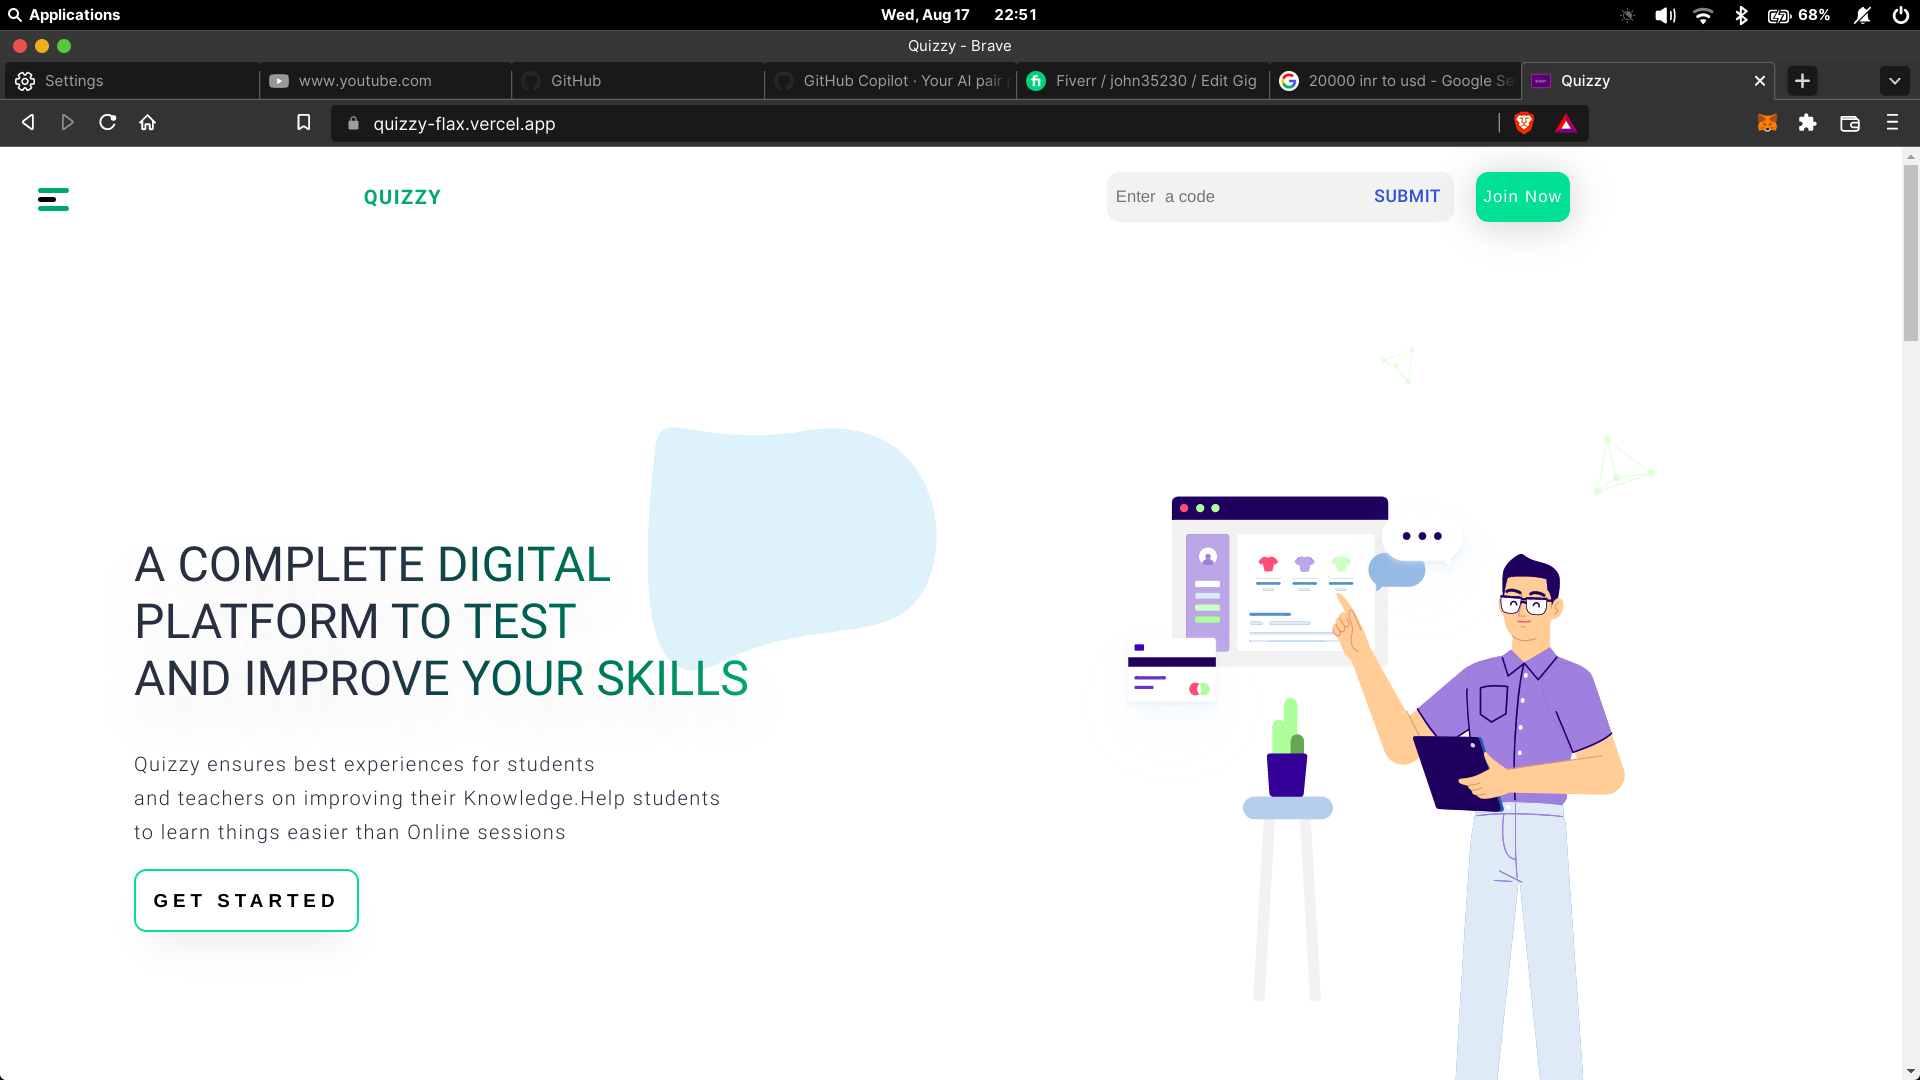 Applications
Wed, Aug 17 22:51
68%
Quizzy - Brave
Settings
www.youtube.com
GitHub
GitHub Copilot · Your AI pair
Fiverr / john35230 / Edit Gig
20000 inr to usd - Google Se
Quizzy
quizzy-flax.vercel.app
QUIZZY
Enter a code
SUBMIT
Join Now
A COMPLETE DIGITAL
PLATFORM TO TEST
AND IMPROVE YOUR SKILLS
Quizzy ensures best experiences for students
and teachers on improving their Knowledge.Help students
to learn things easier than Online sessions
GET STARTED